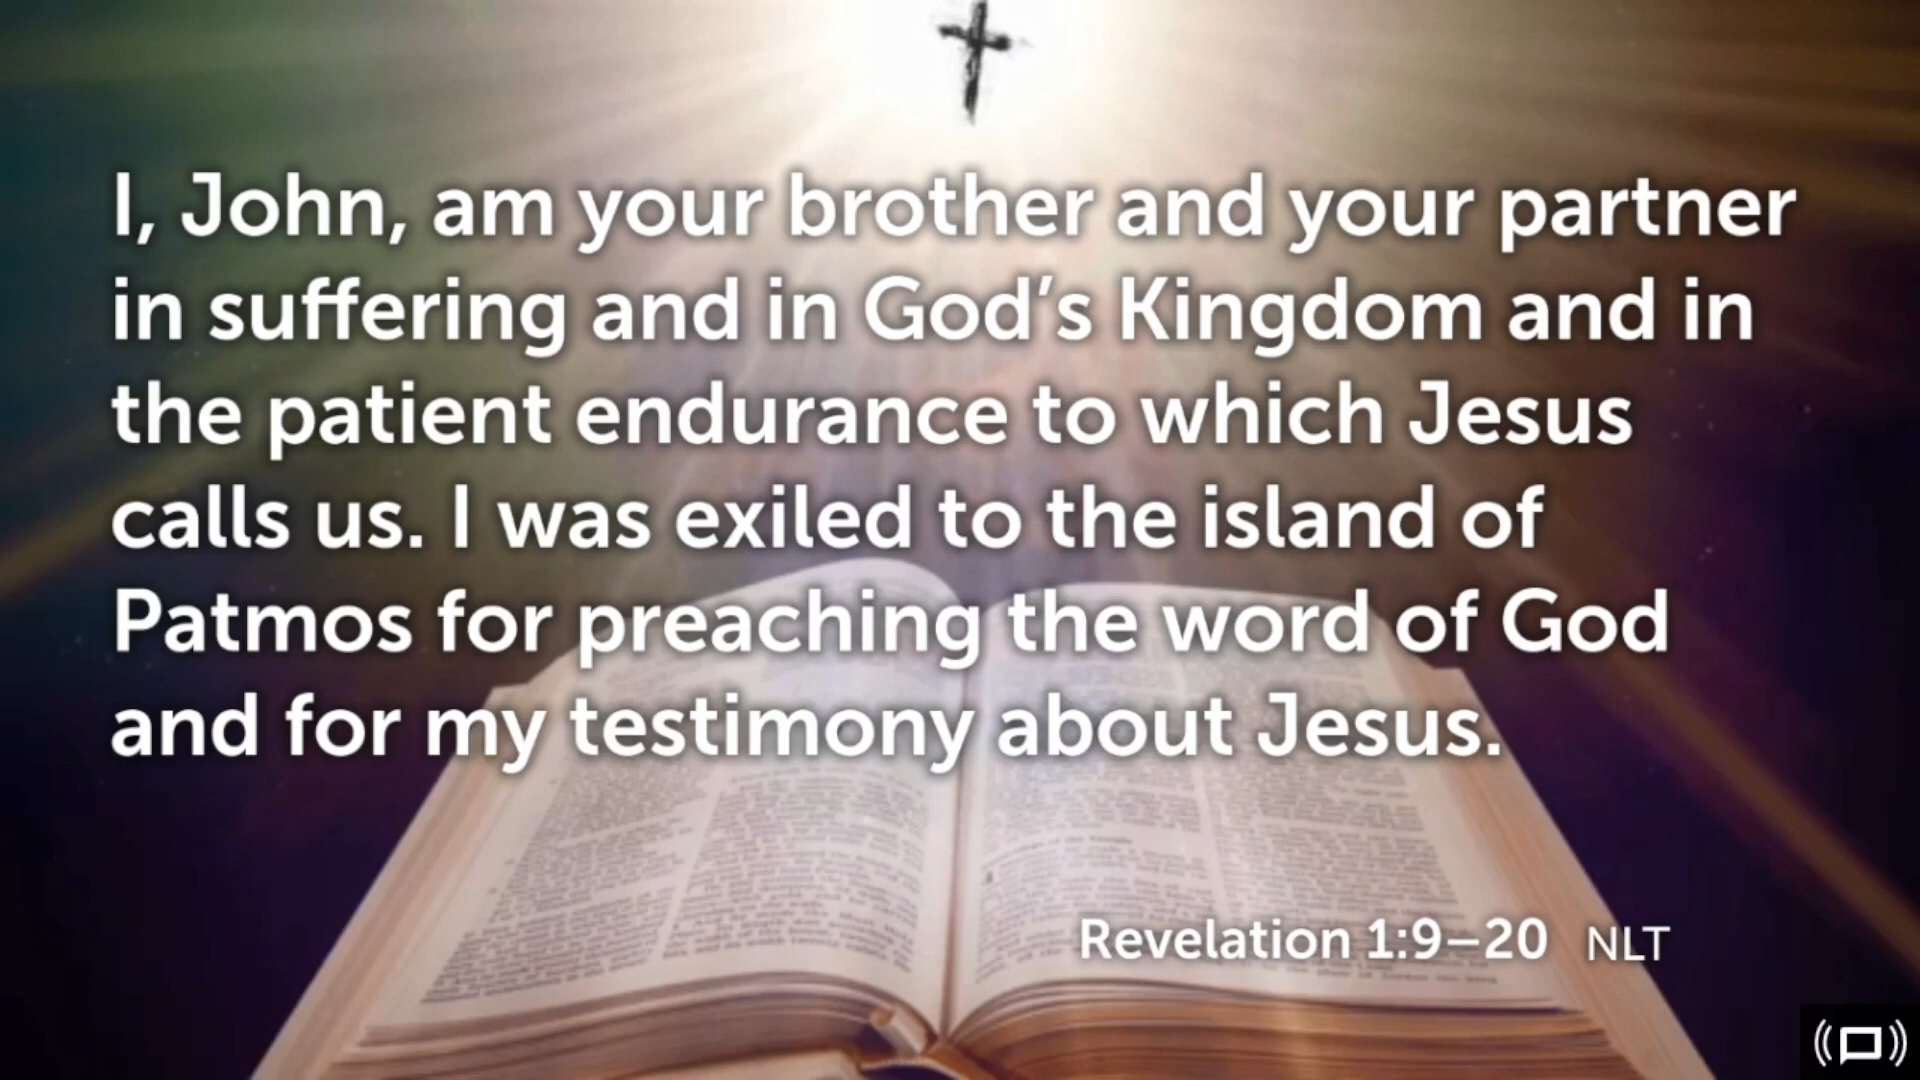 I, John, am your brother and your partner
in suffering and in God’s Kingdom and in
the patient endurance to which Jesus
calls us. I was exiled to the island of
Patmos for preaching the word of God
and for my testimony about Jesus.
Revelation 1:9–20 NLT